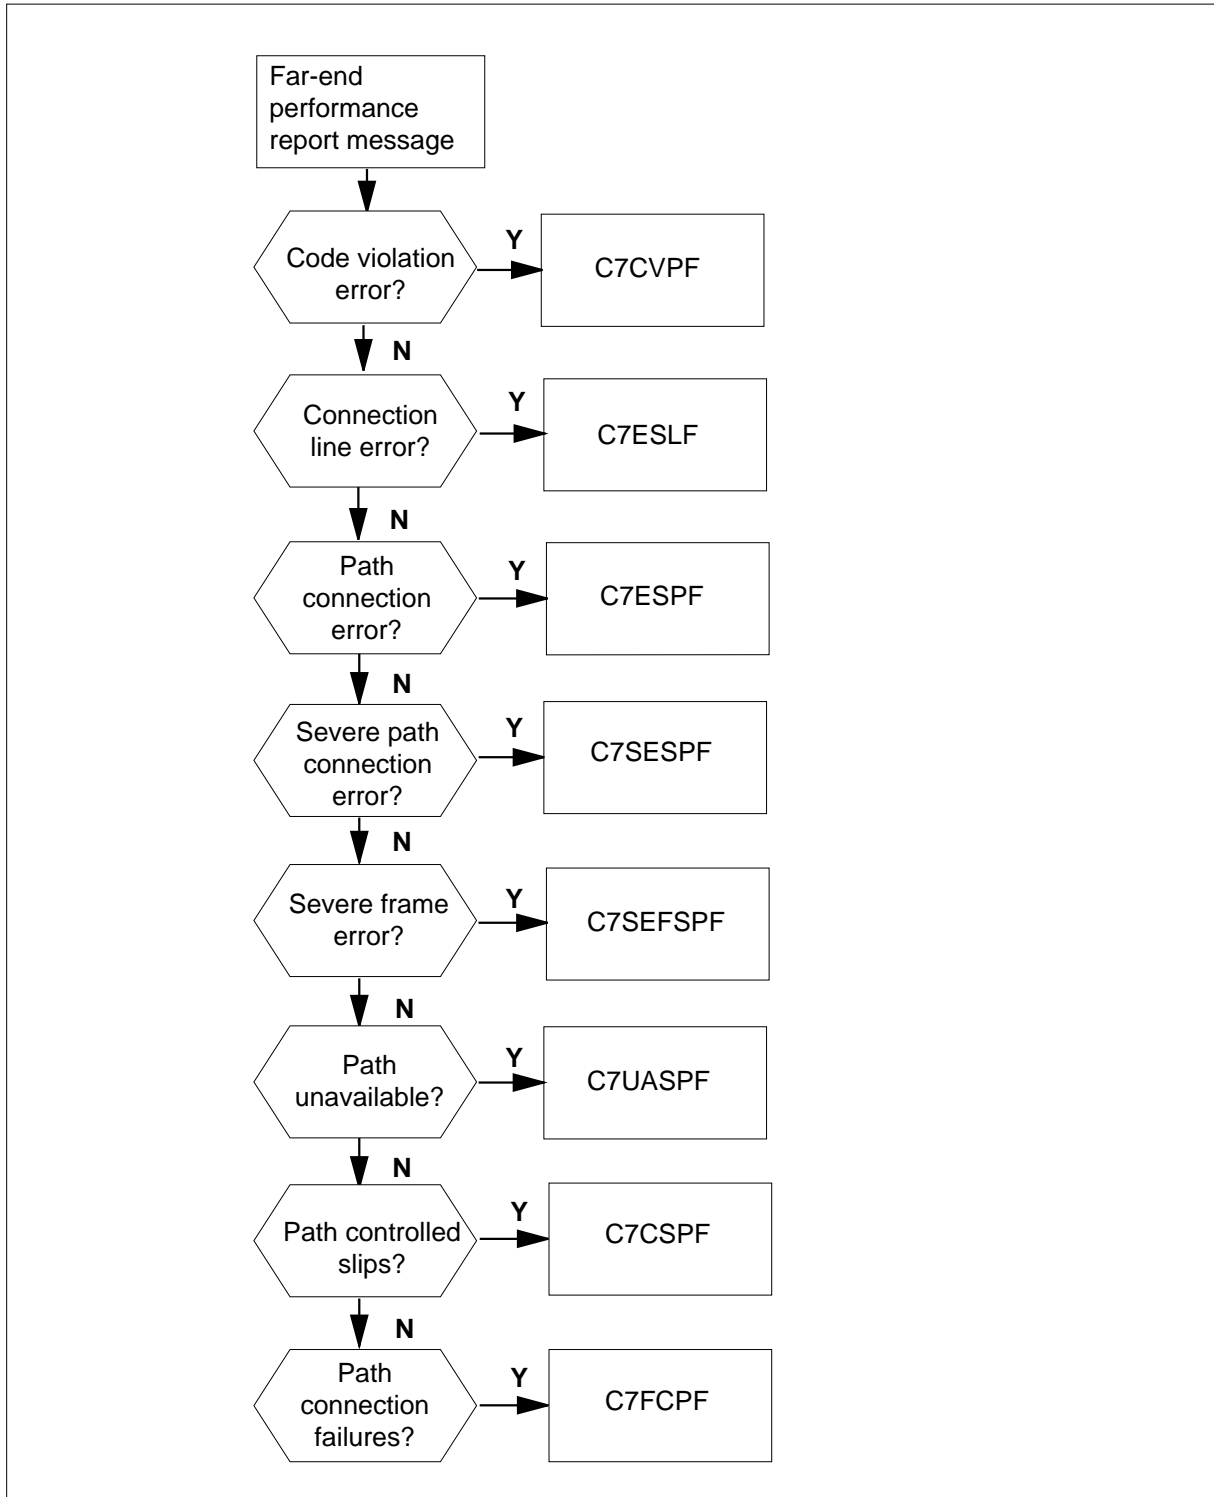 Far-end
performance
report message
Code violation
error?
Y
C7CVPF
N
Connection
line error?
Y
C7ESLF
N
Path
connection
error?
Y
C7ESPF
N
Severe path
connection
error?
Y
C7SESPF
N
Severe frame
error?
Y
C7SEFSPF
N
Path
unavailable?
Y
C7UASPF
N
Path controlled
slips?
Y
C7CSPF
N
Path
connection
failures?
Y
C7FCPF